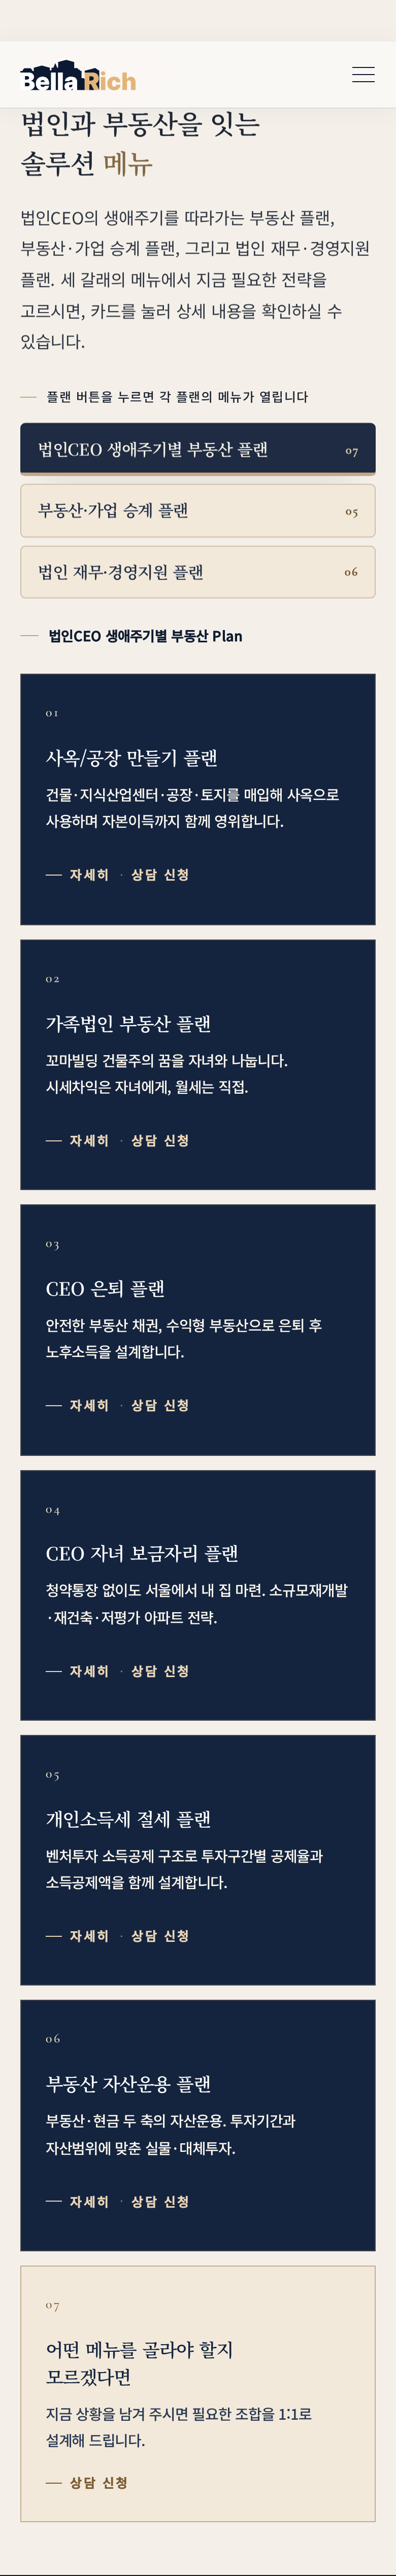 Bella Rich
법인과 부동산을 잇는
솔루션 메뉴
법인CEO의 생애주기를 따라가는 부동산 플랜,
부동산·가업 승계 플랜, 그리고 법인 재무·경영지원
플랜. 세 갈래의 메뉴에서 지금 필요한 전략을
고르시면, 카드를 눌러 상세 내용을 확인하실 수
있습니다.
플랜 버튼을 누르면 각 플랜의 메뉴가 열립니다
법인CEO 생애주기별 부동산 플랜 07
부동산·가업 승계 플랜 05
법인 재무·경영지원 플랜 06
법인CEO 생애주기별 부동산 Plan
01
사옥/공장 만들기 플랜
건물·지식산업센터·공장·토지를 매입해 사옥으로
사용하며 자본이득까지 함께 영위합니다.
자세히 · 상담 신청
02
가족법인 부동산 플랜
꼬마빌딩 건물주의 꿈을 자녀와 나눕니다.
시세차익은 자녀에게, 월세는 직접.
자세히 · 상담 신청
03
CEO 은퇴 플랜
안전한 부동산 채권, 수익형 부동산으로 은퇴 후
노후소득을 설계합니다.
자세히 · 상담 신청
04
CEO 자녀 보금자리 플랜
청약통장 없이도 서울에서 내 집 마련. 소규모재개발
·재건축·저평가 아파트 전략.
자세히 · 상담 신청
05
개인소득세 절세 플랜
벤처투자 소득공제 구조로 투자구간별 공제율과
소득공제액을 함께 설계합니다.
자세히 · 상담 신청
06
부동산 자산운용 플랜
부동산·현금 두 축의 자산운용. 투자기간과
자산범위에 맞춘 실물·대체투자.
자세히 · 상담 신청
07
어떤 메뉴를 골라야 할지
모르겠다면
지금 상황을 남겨 주시면 필요한 조합을 1:1로
설계해 드립니다.
상담 신청